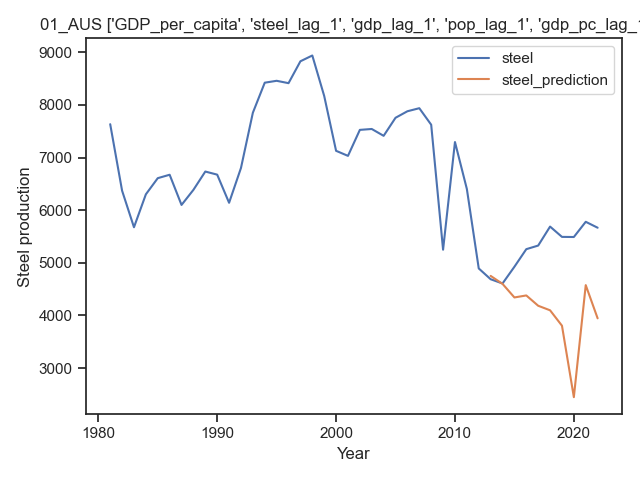 01_AUS ['GDP_per_capita', 'steel_lag_1', 'gdp_lag_1', 'pop_lag_1', 'gdp_pc_lag_1
9000
8000
7000
6000
5000
4000
3000
Steel production
steel
steel_prediction
1980
1990
2000
2010
2020
Year